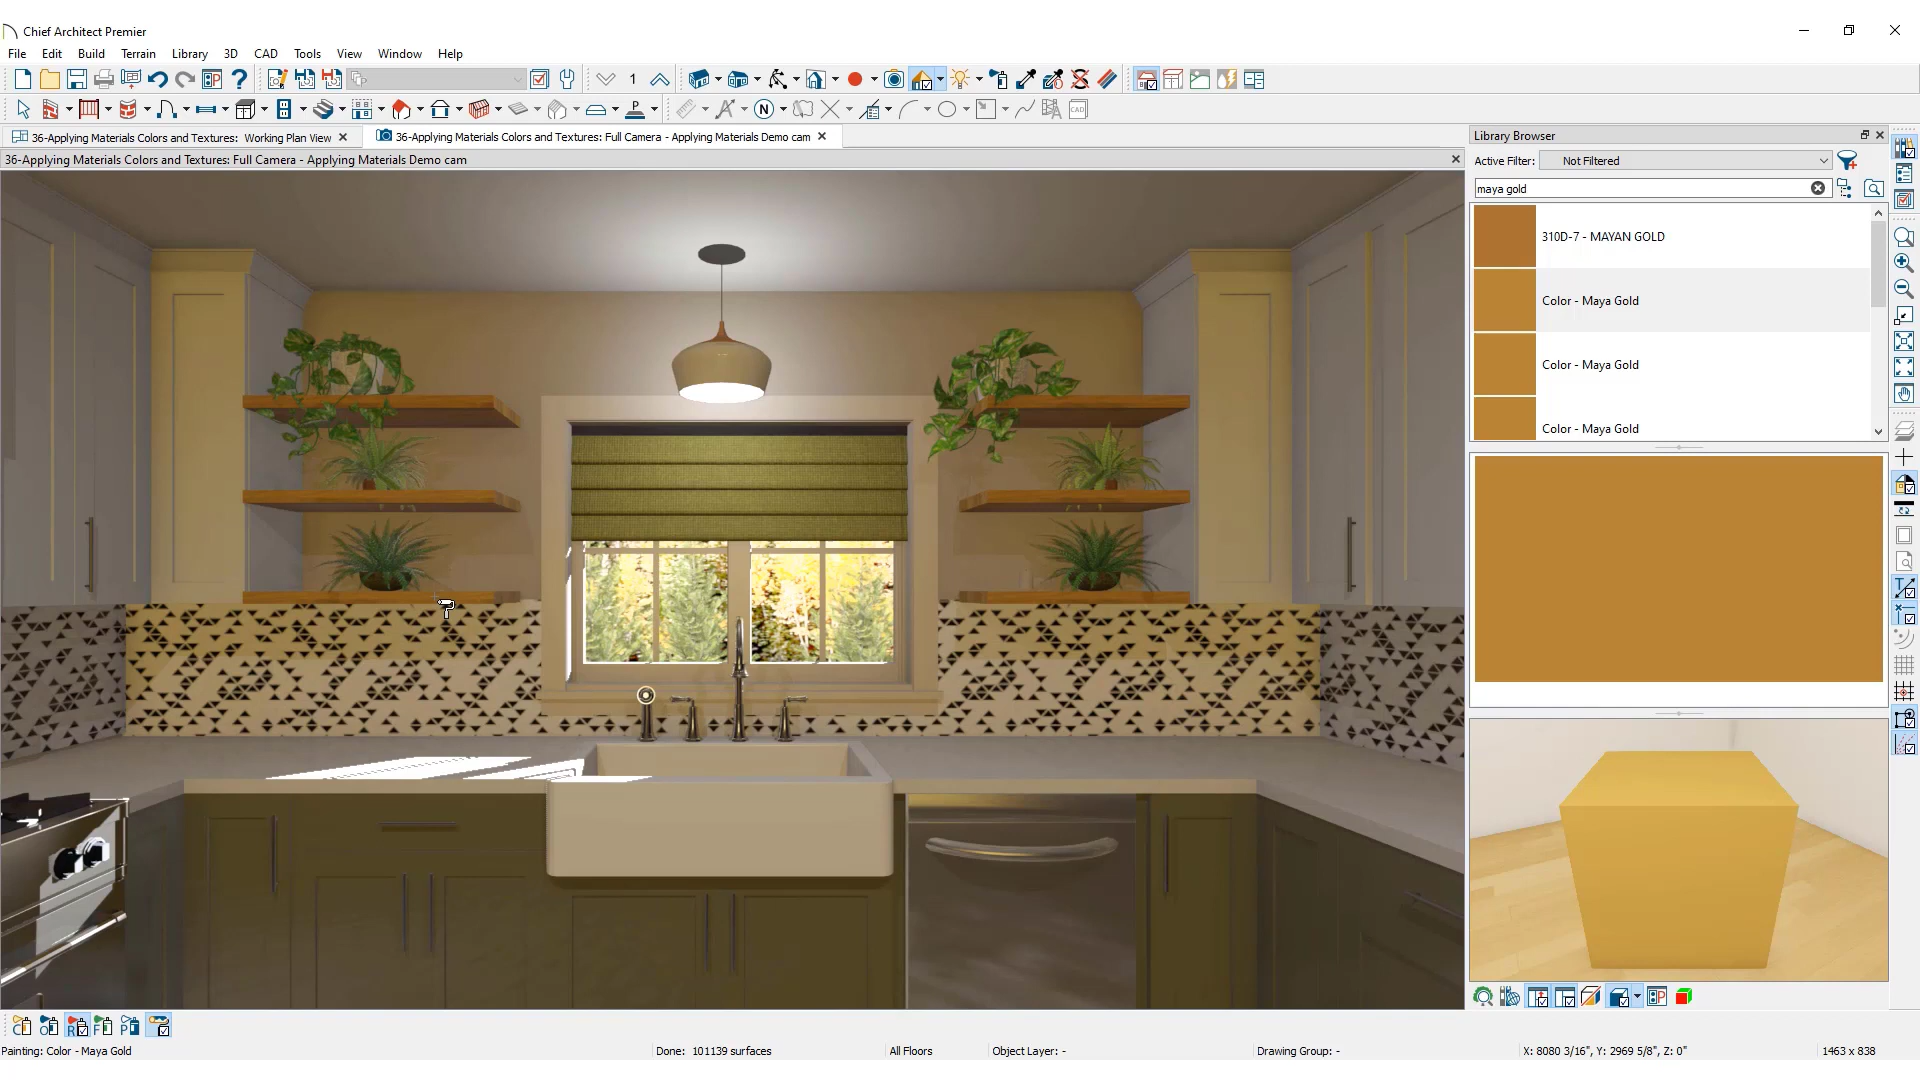 Chief Architect Premier
File Edit Build Terrain Library 3D CAD Tools View Window Help
1
36-Applying Materials Colors and Textures: Working Plan View
36-Applying Materials Colors and Textures: Full Camera - Applying Materials Demo cam
36-Applying Materials Colors and Textures: Full Camera - Applying Materials Demo cam
Library Browser
Active Filter: Not Filtered
maya gold
310D-7 - MAYAN GOLD
Color - Maya Gold
Color - Maya Gold
Color - Maya Gold
Painting: Color - Maya Gold
Done: 101139 surfaces
All Floors
Object Layer: -
Drawing Group: -
X: 8080 3/16", Y: 2969 5/8", Z: 0"
1463 x 838